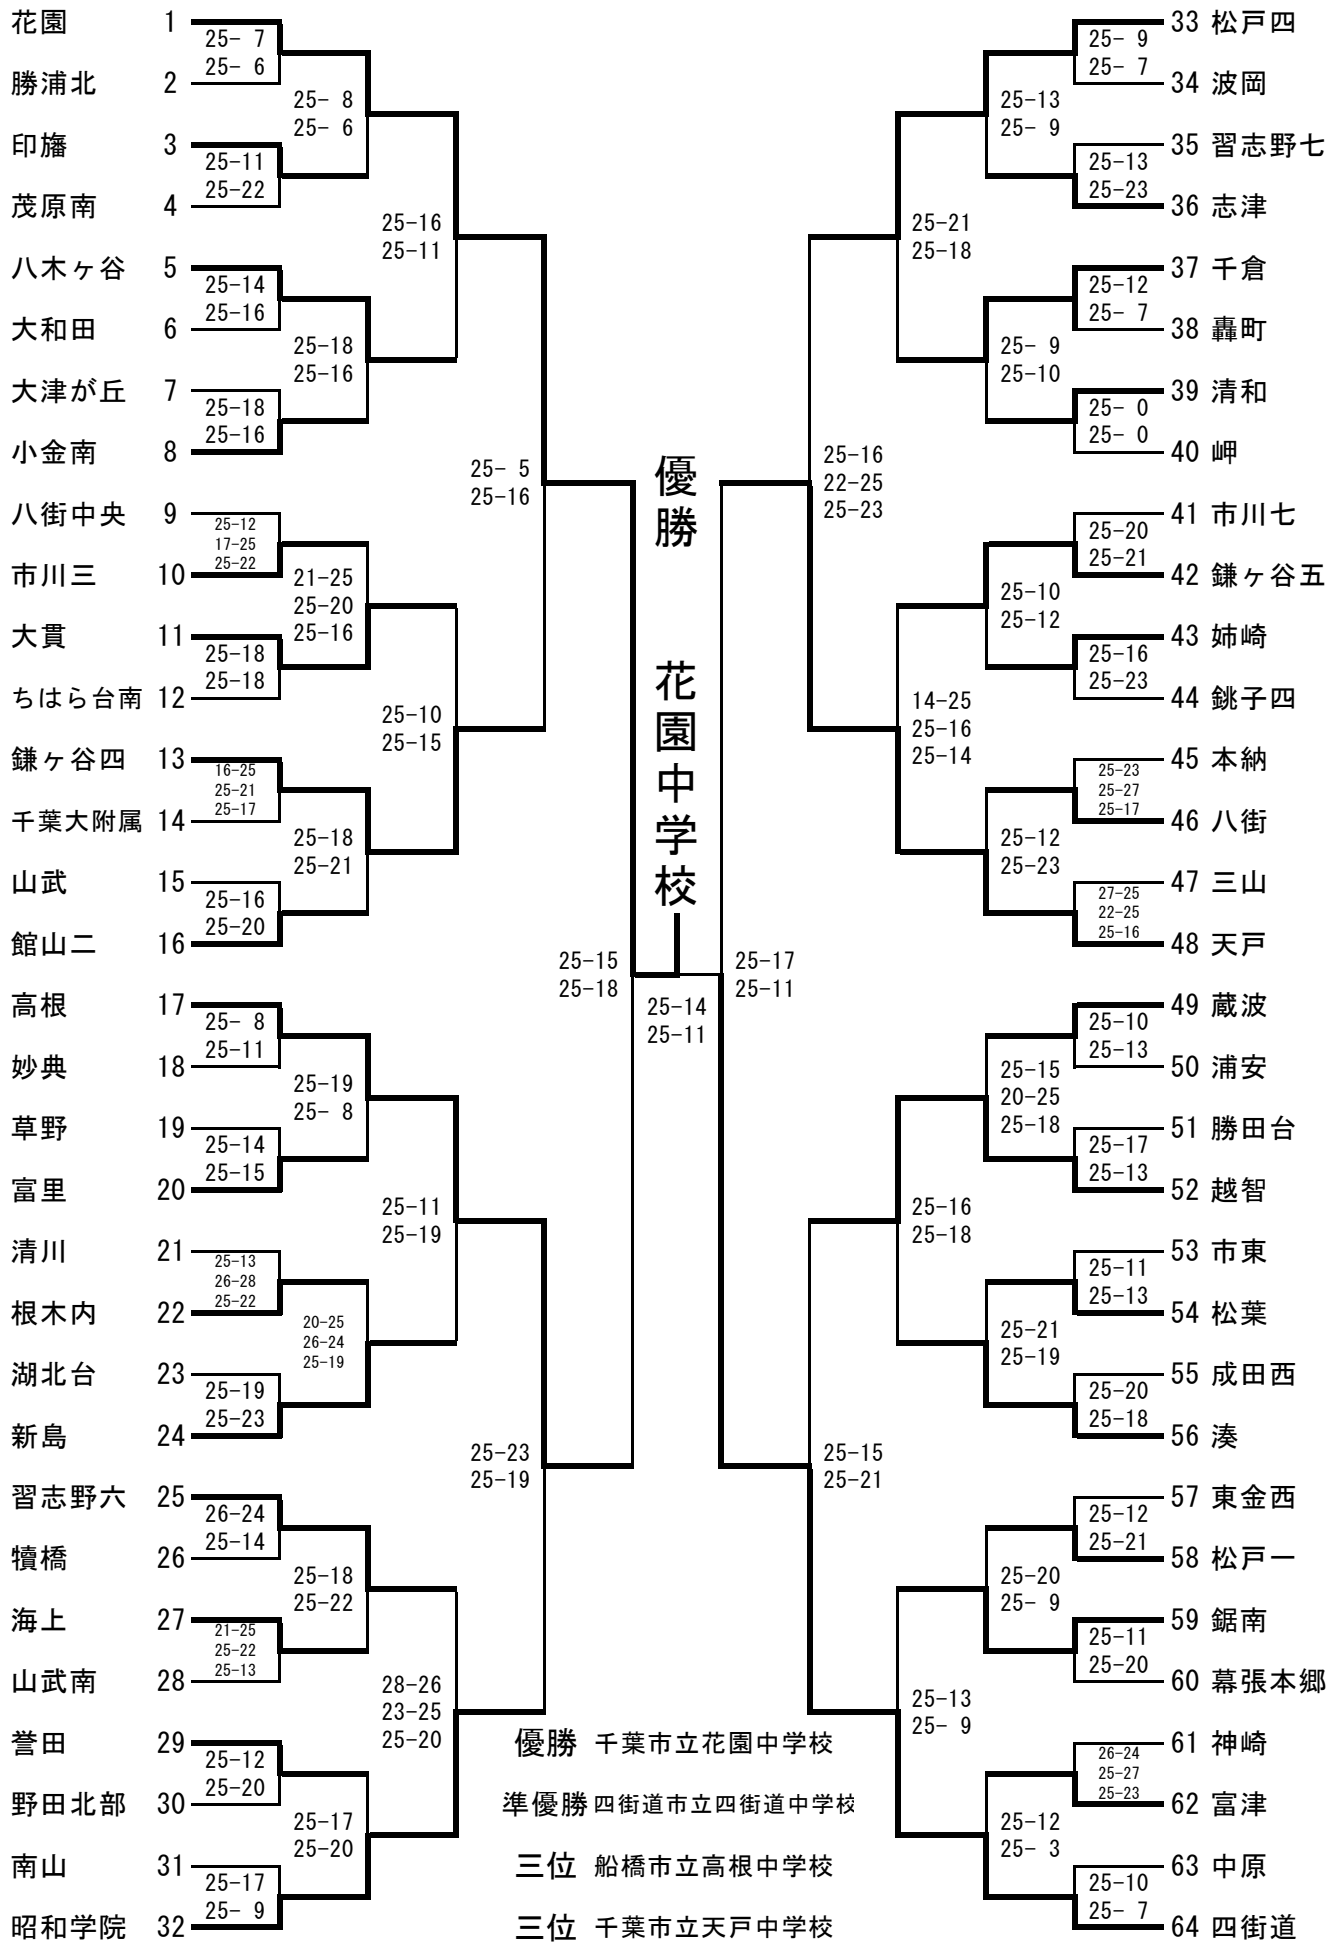 花園 1
25- 7
25- 6
勝浦北 2
25- 8
25- 6
印旛 3
25-11
25-22
茂原南 4
25-16
25-11
八木ヶ谷 5
25-14
25-16
大和田 6
25-18
25-16
大津が丘 7
25-18
25-16
小金南 8
25- 5
25-16
八街中央 9
25-12
17-25
25-22
市川三 10
21-25
25-20
25-16
大貫 11
25-18
25-18
ちはら台南 12
25-10
25-15
鎌ヶ谷四 13
16-25
25-21
25-17
千葉大附属 14
25-18
25-21
山武 15
25-16
25-20
館山二 16
25-15
25-18
高根 17
25- 8
25-11
妙典 18
25-19
25- 8
草野 19
25-14
25-15
富里 20
25-11
25-19
清川 21
25-13
26-28
25-22
根木内 22
20-25
26-24
25-19
湖北台 23
25-19
25-23
新島 24
25-23
25-19
習志野六 25
26-24
25-14
犢橋 26
25-18
25-22
海上 27
21-25
25-22
25-13
山武南 28
28-26
23-25
25-20
誉田 29
25-12
25-20
野田北部 30
25-17
25-20
南山 31
25-17
25- 9
昭和学院 32
優勝
花園中学校
25-14
25-11
33 松戸四
25- 9
25- 7
34 波岡
25-13
25- 9
35 習志野七
25-13
25-23
36 志津
25-21
25-18
37 千倉
25-12
25- 7
38 轟町
25- 9
25-10
39 清和
25- 0
25- 0
40 岬
25-16
22-25
25-23
41 市川七
25-20
25-21
42 鎌ヶ谷五
25-10
25-12
43 姉崎
25-16
25-23
44 銚子四
14-25
25-16
25-14
45 本納
25-23
25-27
25-17
46 八街
25-12
25-23
47 三山
27-25
22-25
25-16
48 天戸
25-17
25-11
49 蔵波
25-10
25-13
50 浦安
25-15
20-25
25-18
51 勝田台
25-17
25-13
52 越智
25-16
25-18
53 市東
25-11
25-13
54 松葉
25-21
25-19
55 成田西
25-20
25-18
56 湊
25-15
25-21
57 東金西
25-12
25-21
58 松戸一
25-20
25- 9
59 鋸南
25-11
25-20
60 幕張本郷
25-13
25- 9
61 神崎
26-24
25-27
25-23
62 富津
25-12
25- 3
63 中原
25-10
25- 7
64 四街道
優勝 千葉市立花園中学校
準優勝 四街道市立四街道中学校
三位 船橋市立高根中学校
三位 千葉市立天戸中学校